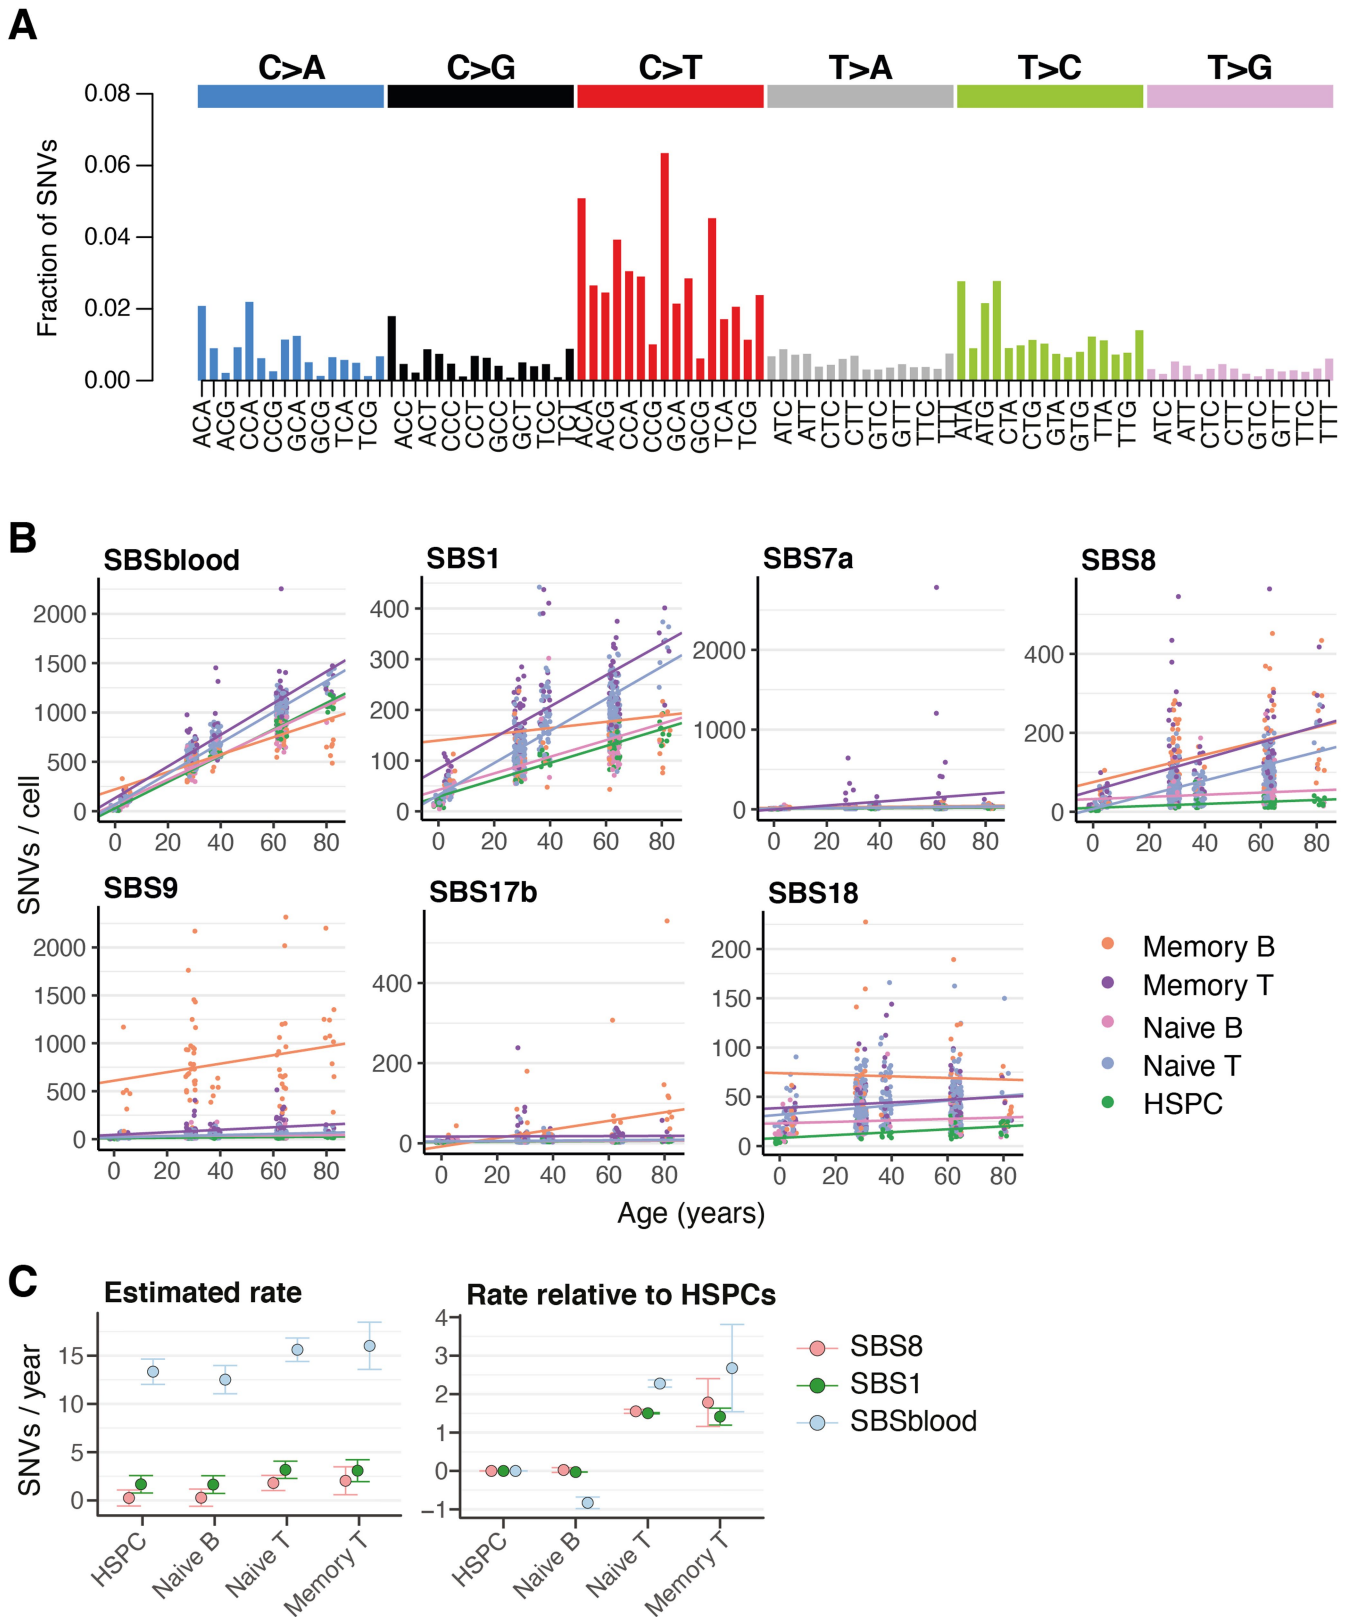 A
C>A C>G C>T T>A T>C T>G
0.08
0.06
0.04
0.02
0.00
Fraction of SNVs
ACA ACG CCA CCG GCA GCG TCA TCG ACC ACT CCC CCT GCC GCT TCC TCT ACA ACG CCA CCG GCA GCG TCA TCG ATC ATT CTC CTT GTC GTT TTC TTT ATA ATG CTA CTG GTA GTG TTA TTG ATC ATT CTC CTT GTC GTT TTC TTT
B
SBSblood
2000
1500
1000
500
0
0 20 40 60 80
SBS1
400
300
200
100
0
0 20 40 60 80
SBS7a
2000
1000
0
0 20 40 60 80
SBS8
400
200
0
0 20 40 60 80
SNVs / cell
SBS9
2000
1500
1000
500
0
0 20 40 60 80
SBS17b
400
200
0
0 20 40 60 80
SBS18
200
150
100
50
0
0 20 40 60 80
Memory B
Memory T
Naive B
Naive T
HSPC
Age (years)
C
Estimated rate
15
10
5
0
SNVs / year
HSPC Naive B Naive T Memory T
Rate relative to HSPCs
4
3
2
1
0
−1
HSPC Naive B Naive T Memory T
SBS8
SBS1
SBSblood